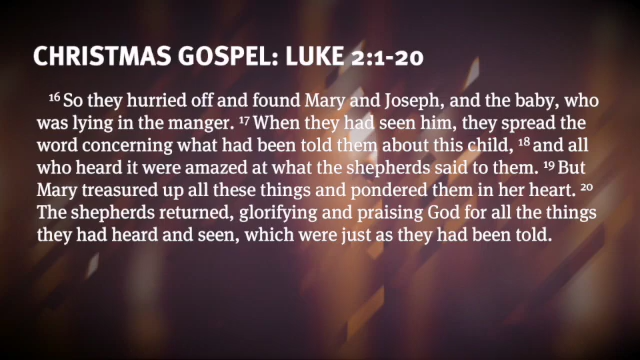 CHRISTMAS GOSPEL: LUKE 2:1-20
¹⁶ So they hurried off and found Mary and Joseph, and the baby, who
was lying in the manger. ¹⁷ When they had seen him, they spread the
word concerning what had been told them about this child, ¹⁸ and all
who heard it were amazed at what the shepherds said to them. ¹⁹ But
Mary treasured up all these things and pondered them in her heart. ²⁰
The shepherds returned, glorifying and praising God for all the things
they had heard and seen, which were just as they had been told.